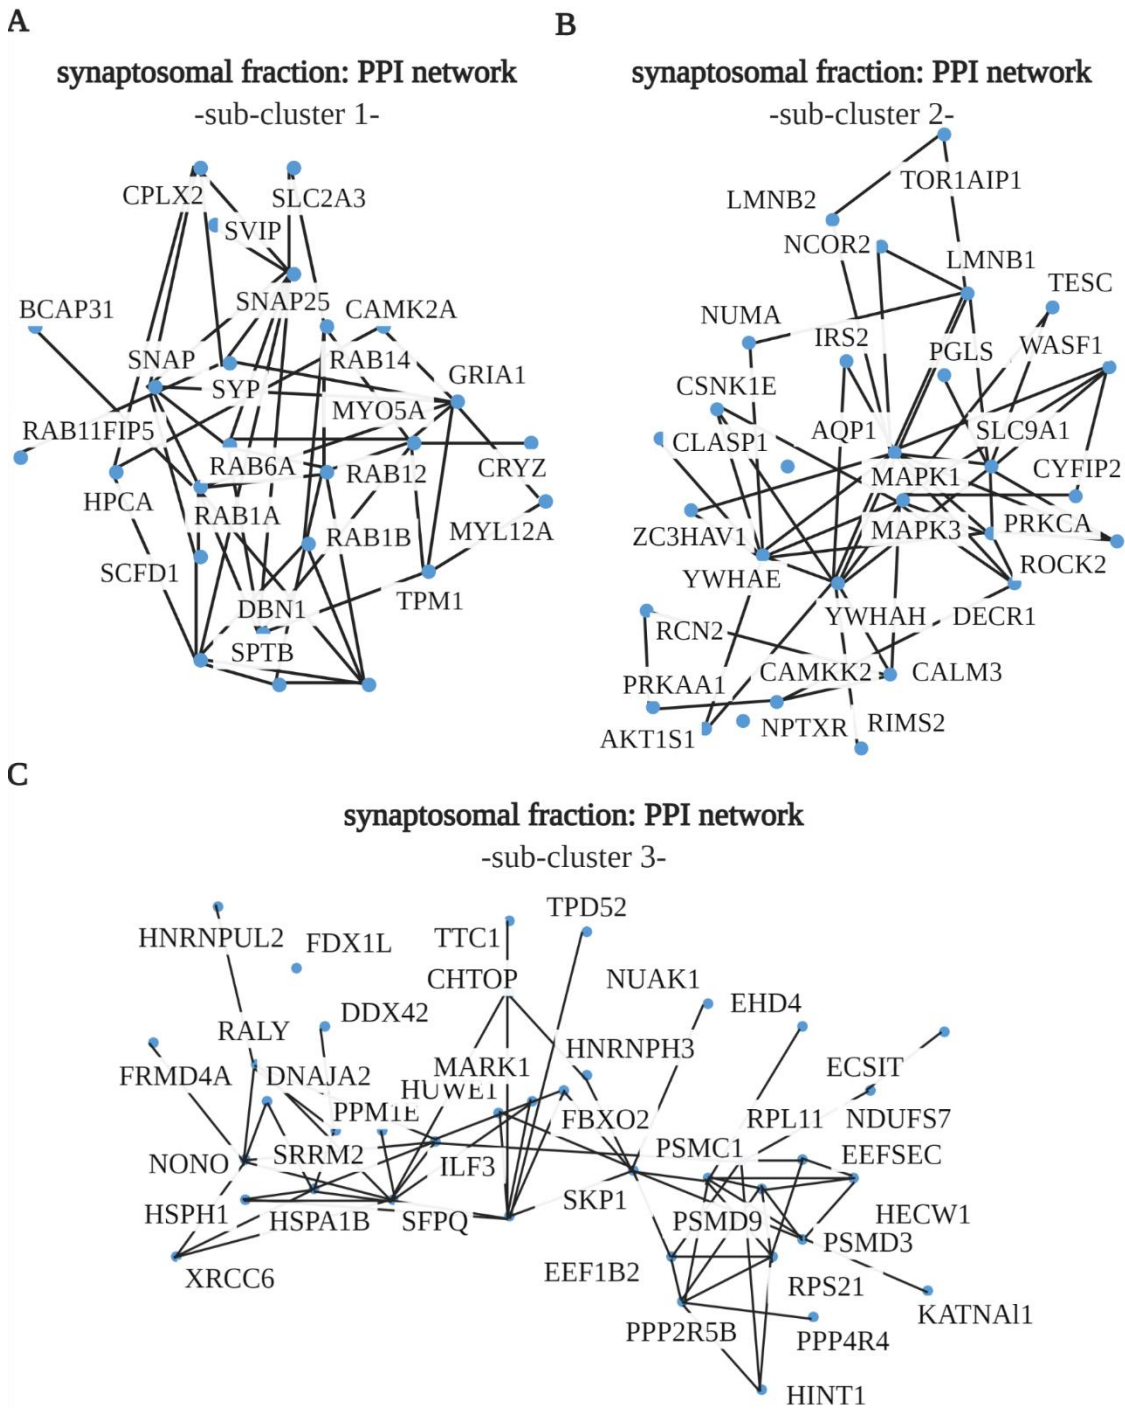 A
synaptosomal fraction: PPI network
-sub-cluster 1-
CPLX2
SLC2A3
SVIP
BCAP31
SNAP25
CAMK2A
SNAP
RAB14
SYP
GRIA1
MYO5A
RAB11FIP5
RAB6A
RAB12
CRYZ
HPCA
RAB1A
MYL12A
RAB1B
SCFD1
TPM1
DBN1
SPTB
B
synaptosomal fraction: PPI network
-sub-cluster 2-
TOR1AIP1
LMNB2
NCOR2
LMNB1
TESC
NUMA
IRS2
PGLS
WASF1
CSNK1E
AQP1
SLC9A1
CLASP1
MAPK1
CYFIP2
ZC3HAV1
MAPK3
PRKCA
YWHAE
ROCK2
YWHAH
DECR1
RCN2
CAMKK2
CALM3
PRKAA1
AKT1S1
NPTXR
RIMS2
C
synaptosomal fraction: PPI network
-sub-cluster 3-
TPD52
HNRNPUL2
FDX1L
TTC1
CHTOP
NUAK1
EHD4
DDX42
RALY
HNRNPH3
MARK1
ECSIT
FRMD4A
DNAJA2
HUWE1
PPM1E
FBXO2
RPL11
NDUFS7
NONO
SRRM2
ILF3
PSMC1
EEFSEC
SKP1
HSPH1
HSPA1B
SFPQ
PSMD9
HECW1
PSMD3
XRCC6
EEF1B2
RPS21
KATNAl1
PPP2R5B
PPP4R4
HINT1